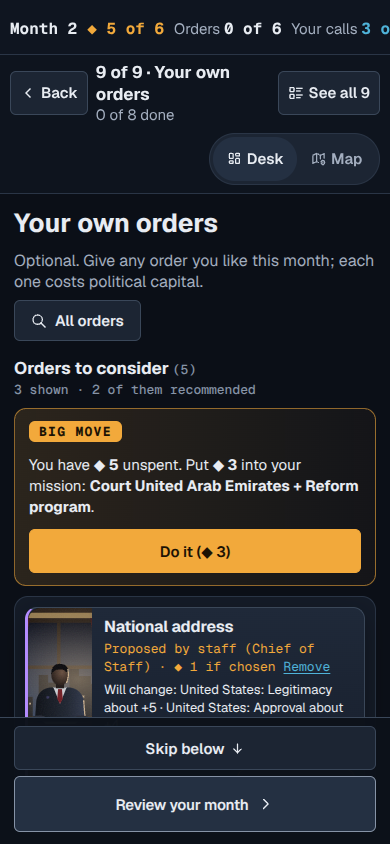 Month 2 ◆ 5 of 6 Orders 0 of 6 Your calls 3 o
Back
9 of 9 · Your own orders
0 of 8 done
See all 9
Desk
Map
Your own orders
Optional. Give any order you like this month; each
one costs political capital.
All orders
Orders to consider (5)
3 shown · 2 of them recommended
BIG MOVE
You have ◆ 5 unspent. Put ◆ 3 into your
mission: Court United Arab Emirates + Reform
program.
Do it (◆ 3)
National address
Proposed by staff (Chief of
Staff) · ◆ 1 if chosen Remove
Will change: United States: Legitimacy
about +5 · United States: Approval about
Skip below ↓
Review your month